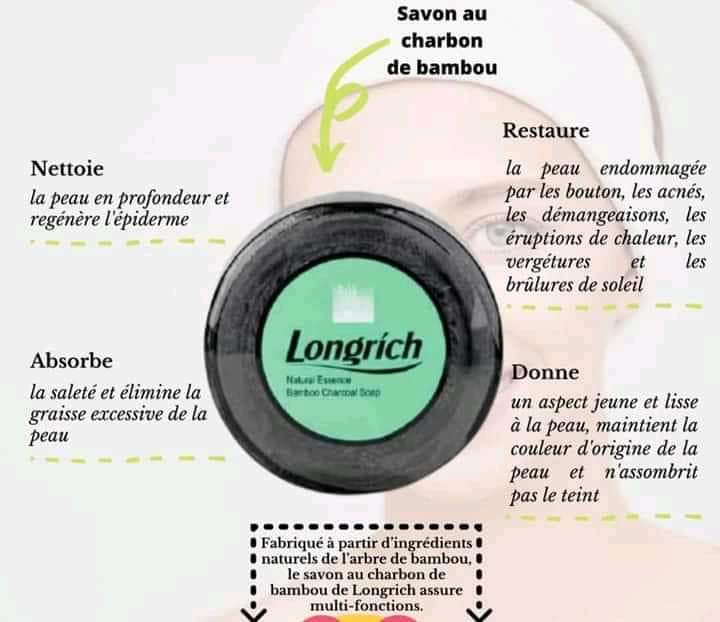 Savon au
charbon
de bambou
Nettoie
la peau en profondeur et
regénère l'épiderme
Restaure
la peau endommagée
par les bouton, les acnés,
les démangeaisons, les
éruptions de chaleur, les
vergétures et les
brûlures de soleil
Longrich
Natural Essence
Bamboo Charcoal Soap
Absorbe
la saleté et élimine la
graisse excessive de la
peau
Donne
un aspect jeune et lisse
à la peau, maintient la
couleur d'origine de la
peau et n'assombrit
pas le teint
Fabriqué à partir d'ingrédients
naturels de l'arbre de bambou,
le savon au charbon de
bambou de Longrich assure
multi-fonctions.